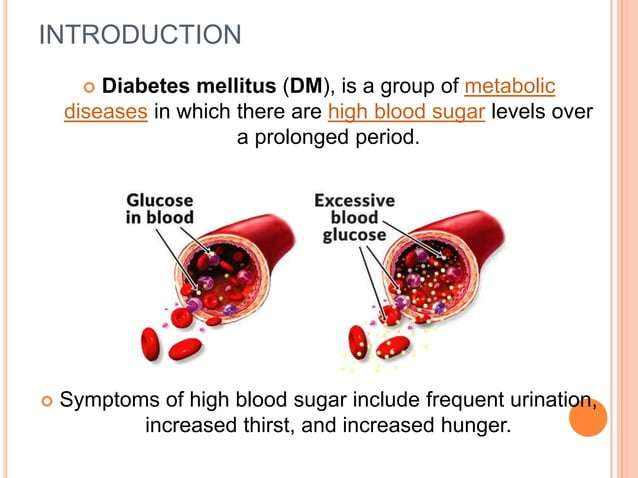 INTRODUCTION
Diabetes mellitus (DM), is a group of metabolic
diseases in which there are high blood sugar levels over
a prolonged period.
Glucose
in blood
Excessive
blood
glucose
Symptoms of high blood sugar include frequent urination,
increased thirst, and increased hunger.